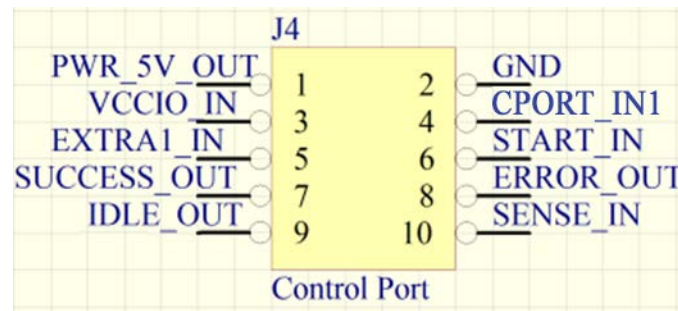 J4
PWR_5V_OUT 1 2 GND
VCCIO_IN 3 4 CPORT_IN1
EXTRA1_IN 5 6 START_IN
SUCCESS_OUT 7 8 ERROR_OUT
IDLE_OUT 9 10 SENSE_IN
Control Port